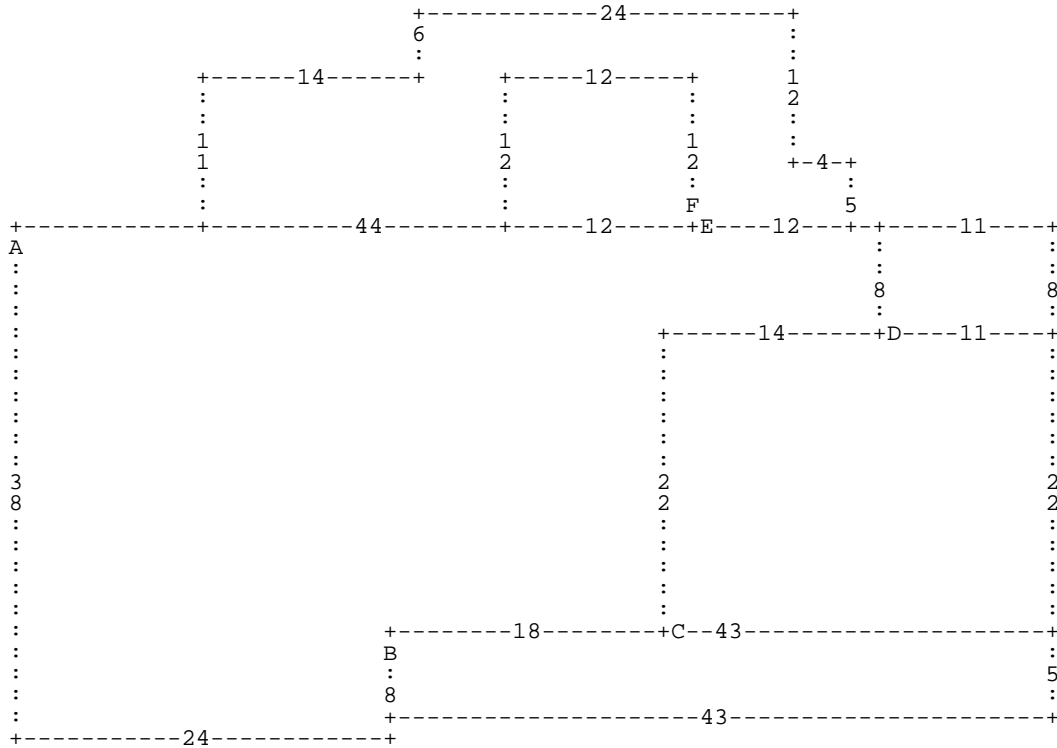 +------------24-----------+
                            6                         :
                            :                         :
             +------14------+     +-----12-----+      1
             :                    :            :      2
             :                    :            :      :
             1                    1            1      :
             1                    2            2      +-4-+
             :                    :            :          :
             :                    :            F          5
+------------+----------44--------+-----12-----+E----12---+-+-----11----+
A                                                           :           :
:                                                           :           :
:                                                           8           8
:                                                           :           :
:                                            +------14------+D----11----+
:                                            :                          :
:                                            :                          :
:                                            :                          :
:                                            :                          :
:                                            :                          :
:                                            :                          :
3                                            2                          2
8                                            2                          2
:                                            :                          :
:                                            :                          :
:                                            :                          :
:                                            :                          :
:                                            :                          :
:                         +--------18--------+C--43---------------------+
:                         B                                             :
:                         :                                             5
:                         8                                             :
:                         +---------------------43----------------------+
+-----------24------------+